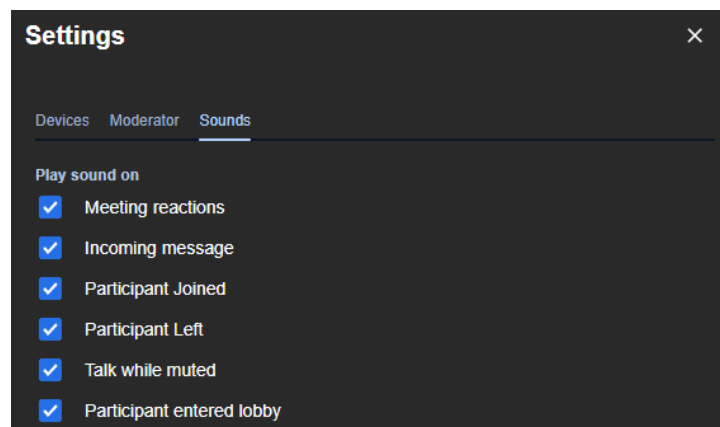 Settings
Devices Moderator Sounds
Play sound on
Meeting reactions
Incoming message
Participant Joined
Participant Left
Talk while muted
Participant entered lobby